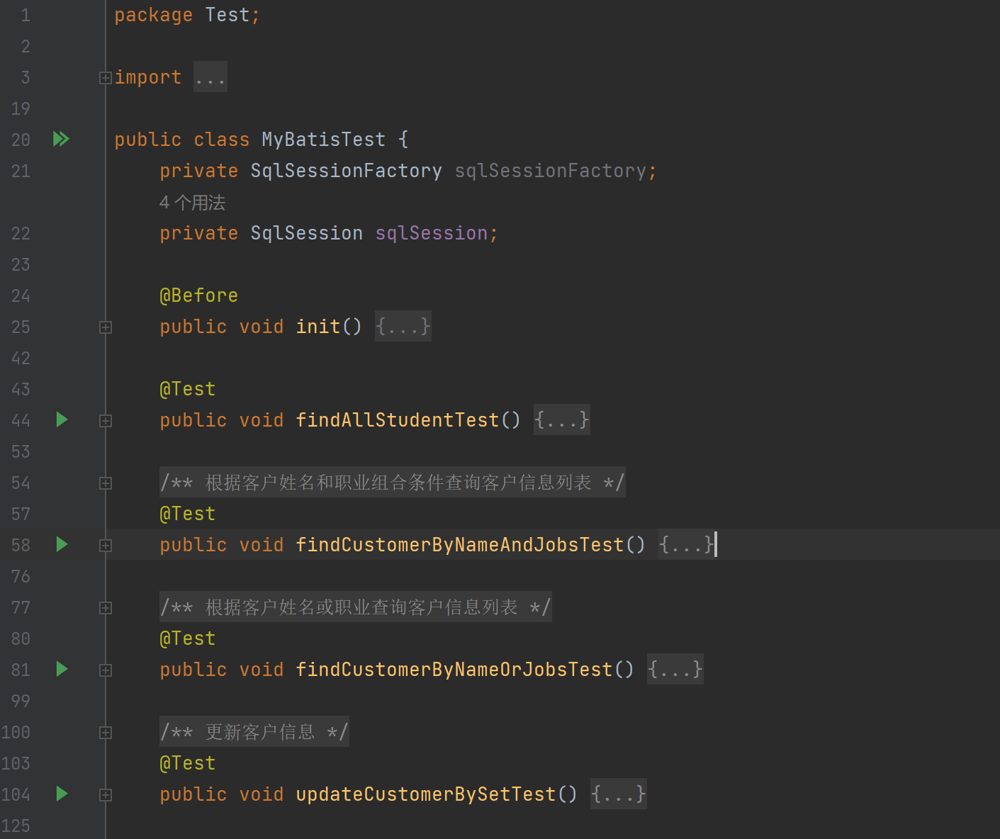 1 package Test;
2
3 import ...
19
20 public class MyBatisTest {
21 private SqlSessionFactory sqlSessionFactory;
4 个用法
22 private SqlSession sqlSession;
23
24 @Before
25 public void init() {...}
42
43 @Test
44 public void findAllStudentTest() {...}
53
54 /** 根据客户姓名和职业组合条件查询客户信息列表 */
57 @Test
58 public void findCustomerByNameAndJobsTest() {...}
76
77 /** 根据客户姓名或职业查询客户信息列表 */
80 @Test
81 public void findCustomerByNameOrJobsTest() {...}
99
100 /** 更新客户信息 */
103 @Test
104 public void updateCustomerBySetTest() {...}
125